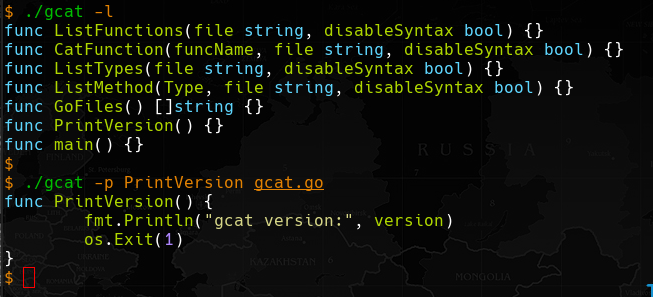 $ ./gcat -l
func ListFunctions(file string, disableSyntax bool) {}
func CatFunction(funcName, file string, disableSyntax bool) {}
func ListTypes(file string, disableSyntax bool) {}
func ListMethod(Type, file string, disableSyntax bool) {}
func GoFiles() []string {}
func PrintVersion() {}
func main() {}
$
$ ./gcat -p PrintVersion gcat.go
func PrintVersion() {
        fmt.Println("gcat version:", version)
        os.Exit(1)
}
$
RUSSIA
KAZAKHSTAN
MONGOLIA